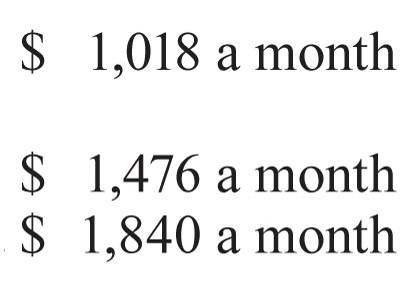 $ 1,018 a month
$ 1,476 a month
$ 1,840 a month